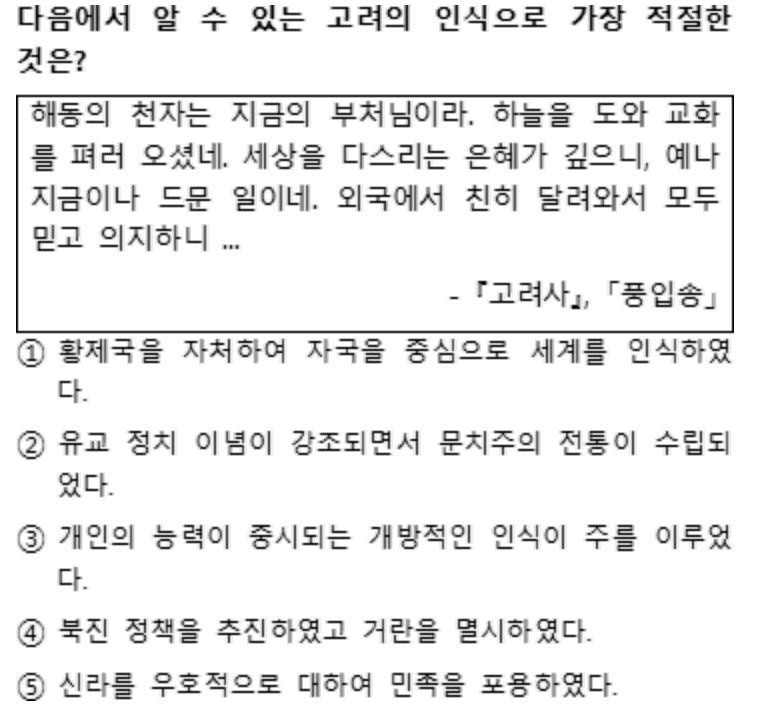 다음에서 알 수 있는 고려의 인식으로 가장 적절한
것은?
해동의 천자는 지금의 부처님이라. 하늘을 도와 교화
를 펴러 오셨네. 세상을 다스리는 은혜가 깊으니, 예나
지금이나 드문 일이네. 외국에서 친히 달려와서 모두
믿고 의지하니 ...
- 『고려사』, 「풍입송」
① 황제국을 자처하여 자국을 중심으로 세계를 인식하였
다.
② 유교 정치 이념이 강조되면서 문치주의 전통이 수립되
었다.
③ 개인의 능력이 중시되는 개방적인 인식이 주를 이루었
다.
④ 북진 정책을 추진하였고 거란을 멸시하였다.
⑤ 신라를 우호적으로 대하여 민족을 포용하였다.